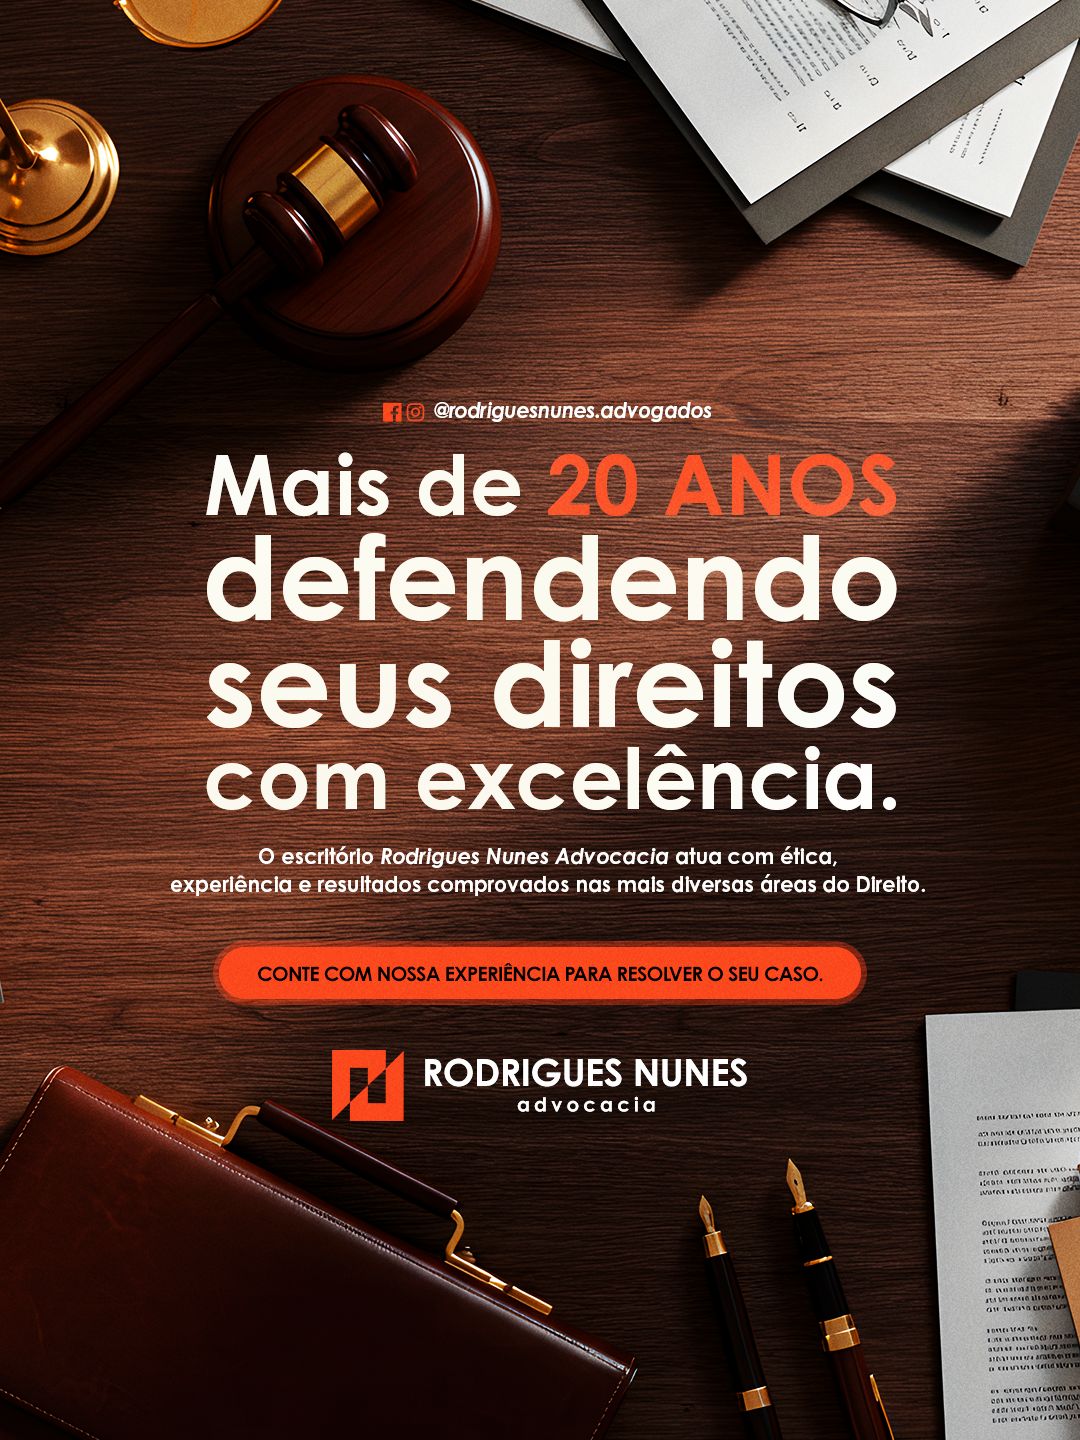 @rodriguesnunes.advogados
Mais de 20 ANOS
defendendo
seus direitos
com excelência.
O escritório Rodrigues Nunes Advocacia atua com ética,
experiência e resultados comprovados nas mais diversas áreas do Direito.
CONTE COM NOSSA EXPERIÊNCIA PARA RESOLVER O SEU CASO.
RODRIGUES NUNES
advocacia